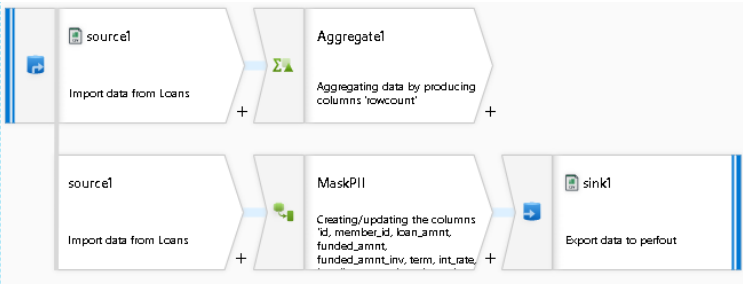 source1
Import data from Loans
+
Aggregate1
Aggregating data by producing
columns 'rowcount'
+
source1
Import data from Loans
+
MaskPII
Creating/updating the columns
'id, member_id, loan_amnt,
funded_amnt,
funded_amnt_inv, term, int_rate,
+
sink1
Export data to perfout